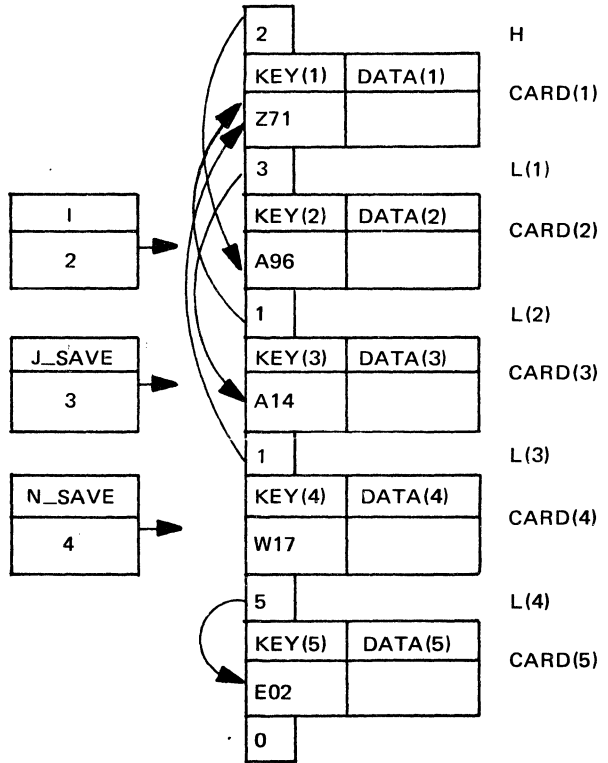 2 H
KEY(1) DATA(1)
CARD(1)
Z71
3 L(1)
KEY(2) DATA(2)
CARD(2)
A96
I
2
1 L(2)
KEY(3) DATA(3)
CARD(3)
A14
J_SAVE
3
1 L(3)
KEY(4) DATA(4)
CARD(4)
W17
N_SAVE
4
5 L(4)
KEY(5) DATA(5)
CARD(5)
E02
0